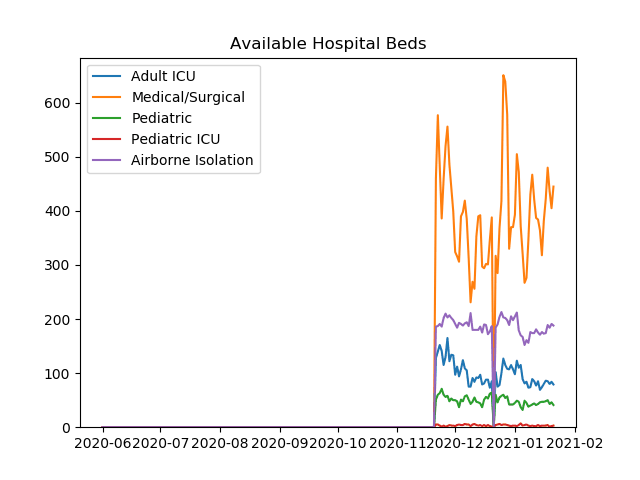 Available Hospital Beds
Adult ICU
Medical/Surgical
Pediatric
Pediatric ICU
Airborne Isolation
600
500
400
300
200
100
0
2020-06 2020-07 2020-08 2020-09 2020-10 2020-11 2020-12 2021-01 2021-02